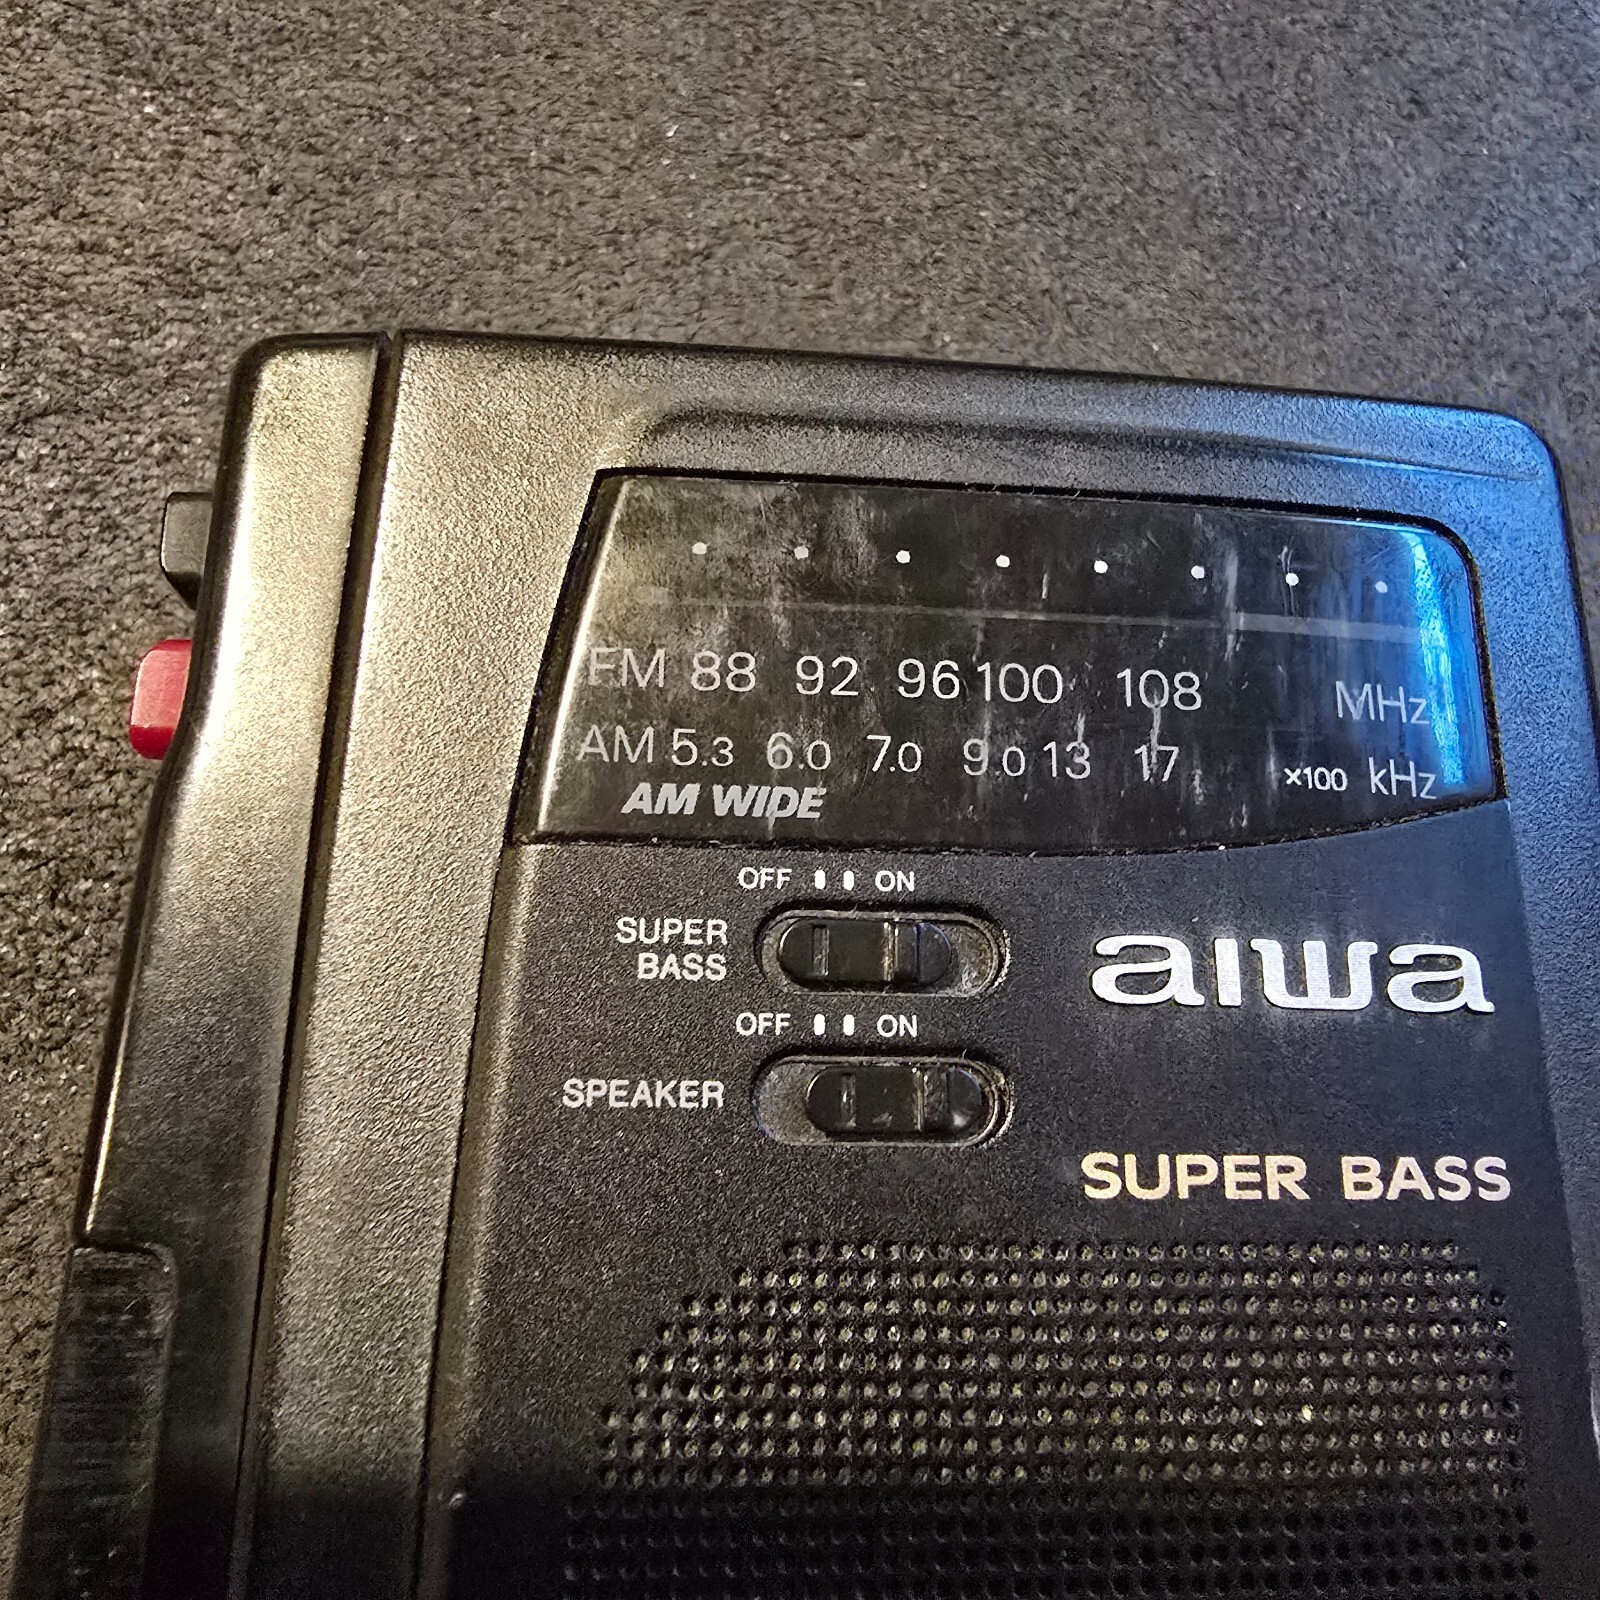 FM 88 92 96 100 108 MHz
AM 5.3 6.0 7.0 9.0 13 17 ×100 kHz
AM WIDE
OFF ON
SUPER
BASS
aiwa
OFF ON
SPEAKER
SUPER BASS